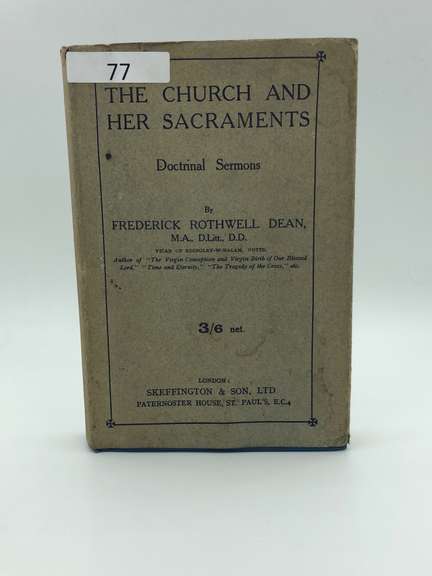 77
THE CHURCH AND
HER SACRAMENTS
Doctrinal Sermons
By
FREDERICK ROTHWELL DEAN,
M.A., D.Litt., D.D.
VICAR OF EDINGLEY-W-HALAM, NOTTS.
Author of "The Virgin Conception and Virgin Birth of Our Blessed
Lord," "Time and Eternity," "The Tragedy of the Cross," etc.
3/6 net.
LONDON:
SKEFFINGTON & SON, LTD
PATERNOSTER HOUSE, ST. PAUL'S, E.C.4